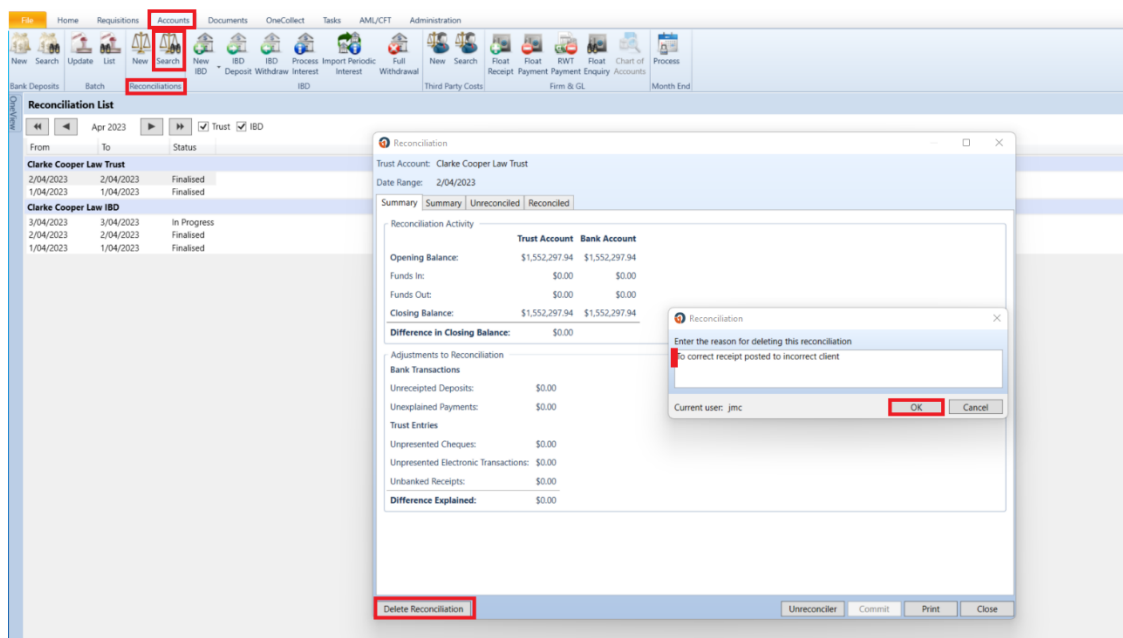 File Home Requisitions Accounts Documents OneCollect Tasks AML/CFT Administration
New Search Update List New Search New IBD IBD Deposit IBD Withdraw Process Interest Import Periodic Interest Full Withdrawal New Search Float Receipt Float Payment RWT Payment Float Enquiry Chart of Accounts Process
Bank Deposits Batch Reconciliations IBD Third Party Costs Firm & GL Month End
OneView
Reconciliation List
Apr 2023 Trust IBD
From To Status
Clarke Cooper Law Trust
2/04/2023 2/04/2023 Finalised
1/04/2023 1/04/2023 Finalised
Clarke Cooper Law IBD
3/04/2023 3/04/2023 In Progress
2/04/2023 2/04/2023 Finalised
1/04/2023 1/04/2023 Finalised
Reconciliation
Trust Account: Clarke Cooper Law Trust
Date Range: 2/04/2023
Summary Summary Unreconciled Reconciled
Reconciliation Activity
Trust Account Bank Account
Opening Balance: $1,552,297.94 $1,552,297.94
Funds In: $0.00 $0.00
Funds Out: $0.00 $0.00
Closing Balance: $1,552,297.94 $1,552,297.94
Difference in Closing Balance: $0.00
Adjustments to Reconciliation
Bank Transactions
Unreceipted Deposits: $0.00
Unexplained Payments: $0.00
Trust Entries
Unpresented Cheques: $0.00
Unpresented Electronic Transactions: $0.00
Unbanked Receipts: $0.00
Difference Explained: $0.00
Delete Reconciliation Unreconciler Commit Print Close
Reconciliation
Enter the reason for deleting this reconciliation
To correct receipt posted to incorrect client
Current user: jmc OK Cancel